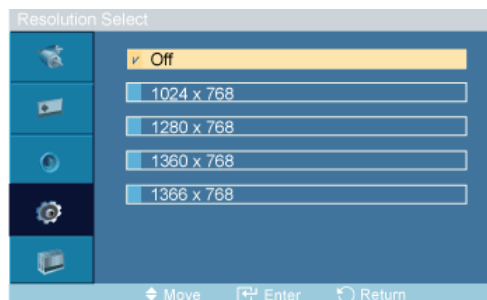 Resolution Select
Off
1024 x 768
1280 x 768
1360 x 768
1366 x 768
Move Enter Return